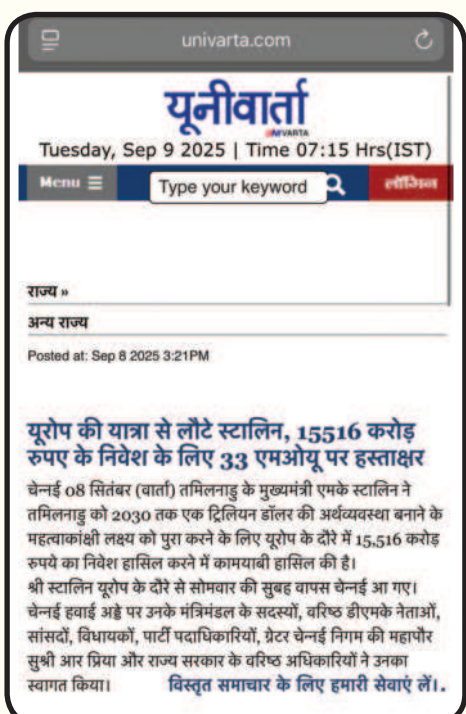 univarta.com
यूनीवार्ता
UNIVARTA
Tuesday, Sep 9 2025 | Time 07:15 Hrs(IST)
Menu
Type your keyword
लॉगिन
राज्य »
अन्य राज्य
Posted at: Sep 8 2025 3:21PM
यूरोप की यात्रा से लौटे स्टालिन, 15516 करोड़
रुपए के निवेश के लिए 33 एमओयू पर हस्ताक्षर
चेन्नई 08 सितंबर (वार्ता) तमिलनाडु के मुख्यमंत्री एमके स्टालिन ने
तमिलनाडु को 2030 तक एक ट्रिलियन डॉलर की अर्थव्यवस्था बनाने के
महत्वाकांक्षी लक्ष्य को पुरा करने के लिए यूरोप के दौरे में 15,516 करोड़
रुपये का निवेश हासिल करने में कामयाबी हासिल की है।
श्री स्टालिन यूरोप के दौरे से सोमवार की सुबह वापस चेन्नई आ गए।
चेन्नई हवाई अड्डे पर उनके मंत्रिमंडल के सदस्यों, वरिष्ठ डीएमके नेताओं,
सांसदों, विधायकों, पार्टी पदाधिकारियों, ग्रेटर चेन्नई निगम की महापौर
सुश्री आर प्रिया और राज्य सरकार के वरिष्ठ अधिकारियों ने उनका
स्वागत किया। विस्तृत समाचार के लिए हमारी सेवाएं लें।.